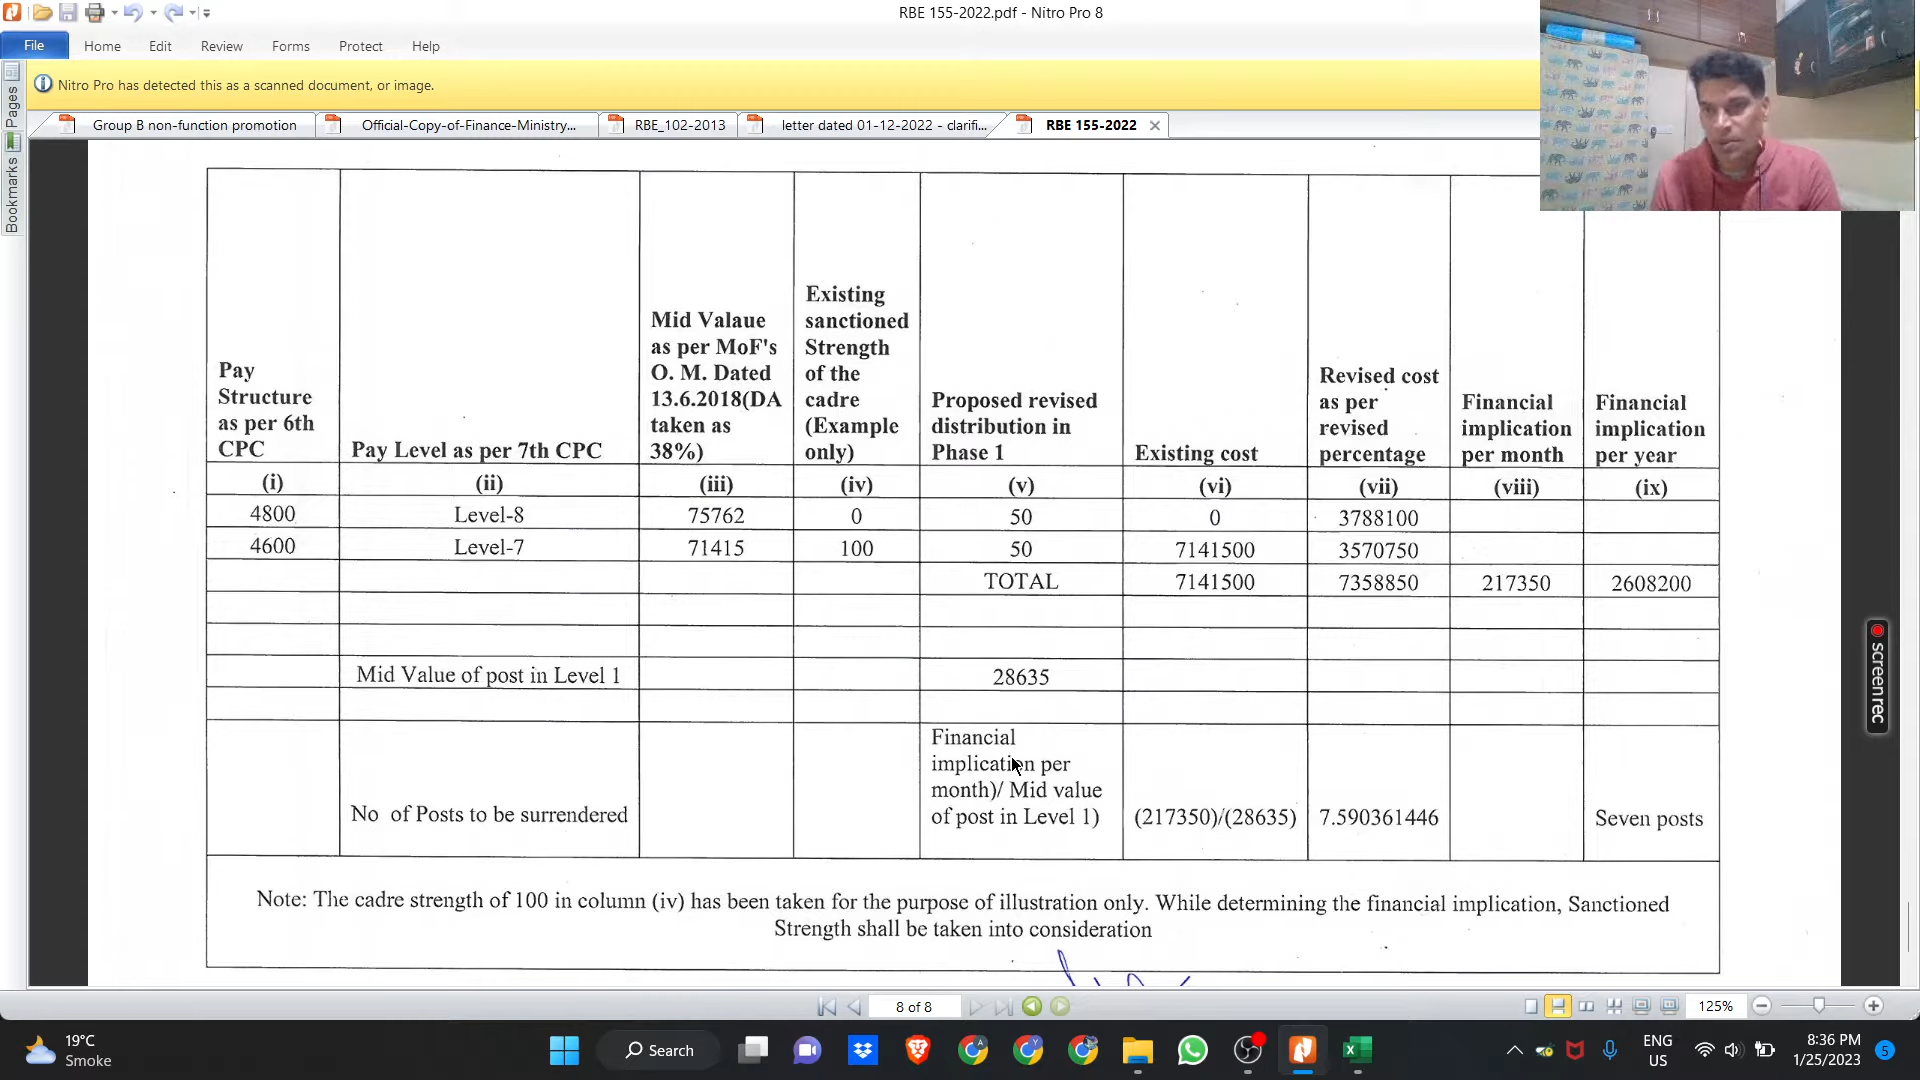 RBE 155-2022.pdf - Nitro Pro 8
File Home Edit Review Forms Protect Help
Nitro Pro has detected this as a scanned document, or image.
Group B non-function promotion
Official-Copy-of-Finance-Ministry...
RBE_102-2013
letter dated 01-12-2022 - clarifi...
RBE 155-2022
Pages
Bookmarks
Pay
Structure
as per 6th
CPC
Pay Level as per 7th CPC
Mid Valaue
as per MoF's
O. M. Dated
13.6.2018(DA
taken as
38%)
Existing
sanctioned
Strength
of the
cadre
(Example
only)
Proposed revised
distribution in
Phase 1
Existing cost
Revised cost
as per
revised
percentage
Financial
implication
per month
Financial
implication
per year
(i) (ii) (iii) (iv) (v) (vi) (vii) (viii) (ix)
4800 Level-8 75762 0 50 0 3788100
4600 Level-7 71415 100 50 7141500 3570750
TOTAL 7141500 7358850 217350 2608200
Mid Value of post in Level 1 28635
No of Posts to be surrendered
Financial
implication per
month)/ Mid value
of post in Level 1)
(217350)/(28635) 7.590361446 Seven posts
Note: The cadre strength of 100 in column (iv) has been taken for the purpose of illustration only. While determining the financial implication, Sanctioned
Strength shall be taken into consideration
screenrec
8 of 8
125%
19°C
Smoke
Search
ENG
US
8:36 PM
1/25/2023
5